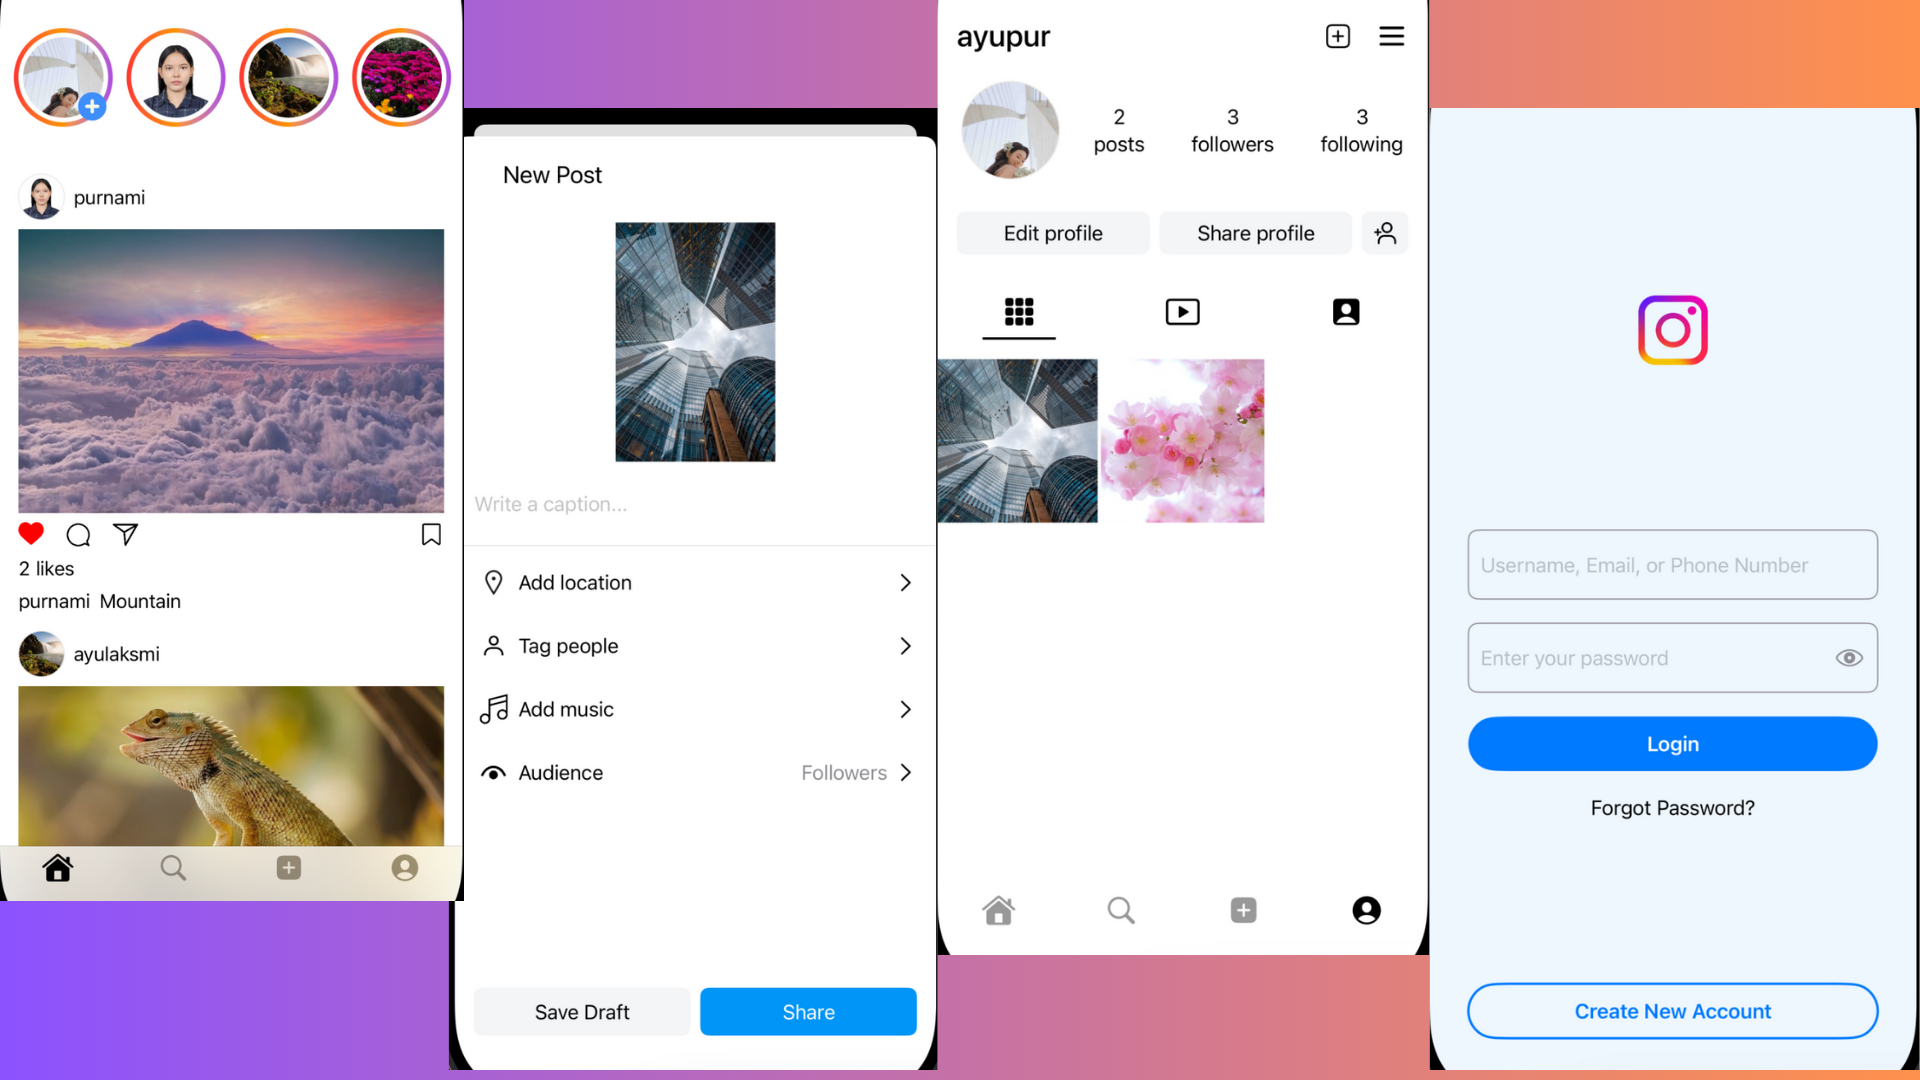 purnami
2 likes
purnami Mountain
ayulaksmi
New Post
Write a caption...
Add location
Tag people
Add music
Audience Followers
Save Draft Share
ayupur
2 3 3
posts followers following
Edit profile Share profile
Username, Email, or Phone Number
Enter your password
Login
Forgot Password?
Create New Account